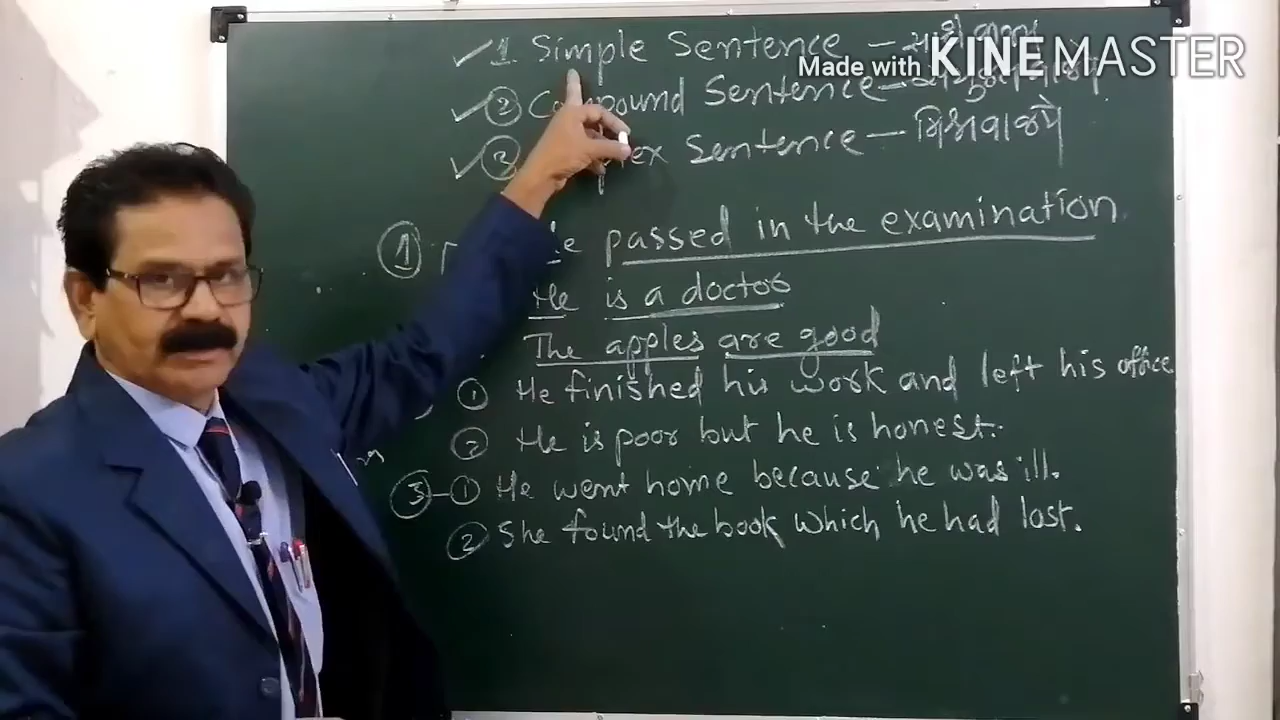 1 Simple Sentence –
Made with KINEMASTER
② Sentence –
③ Sentence – મિશ્રવાક્યો
① passed in the examination
He is a doctor
The apples are good
① He finished his work and left his office
② He is poor but he is honest.
③ – ① He went home because he was ill.
② She found the book which he had lost.